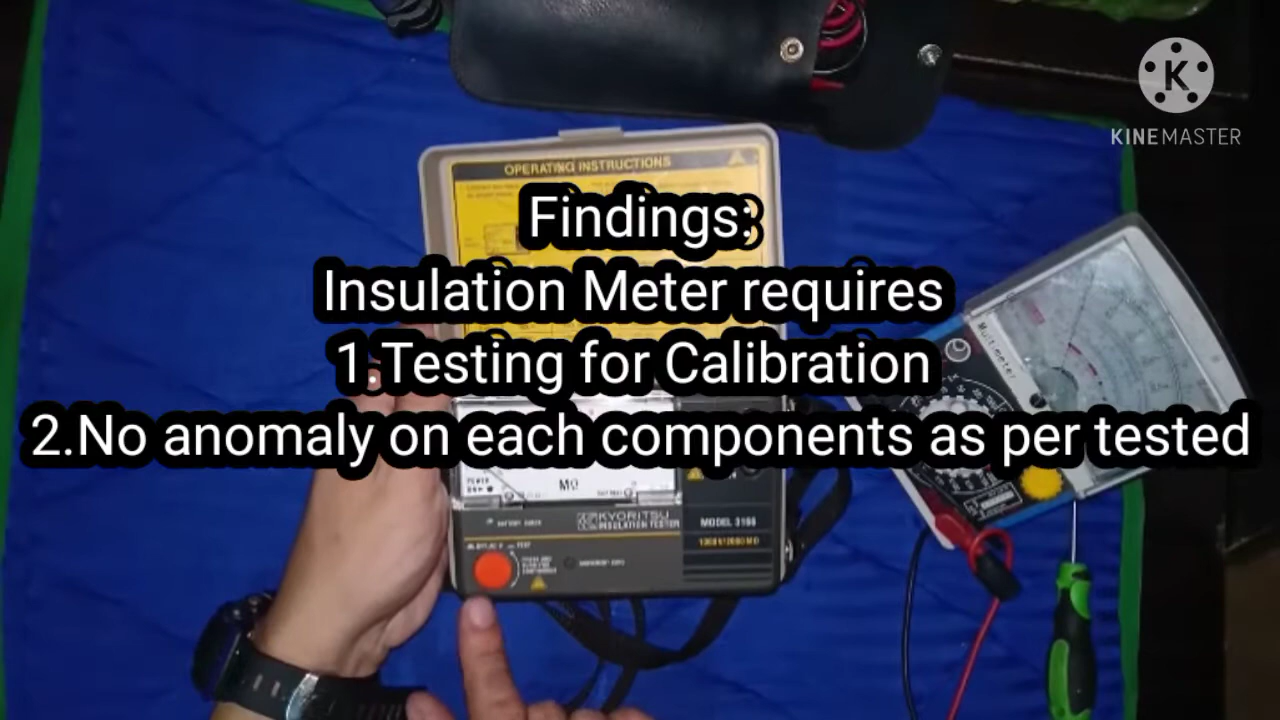 KINEMASTER
OPERATING INSTRUCTIONS
Findings:
Insulation Meter requires
1.Testing for Calibration
2.No anomaly on each components as per tested
Multimeter
MΩ
KYORITSU
INSULATION TESTER
MODEL 3166